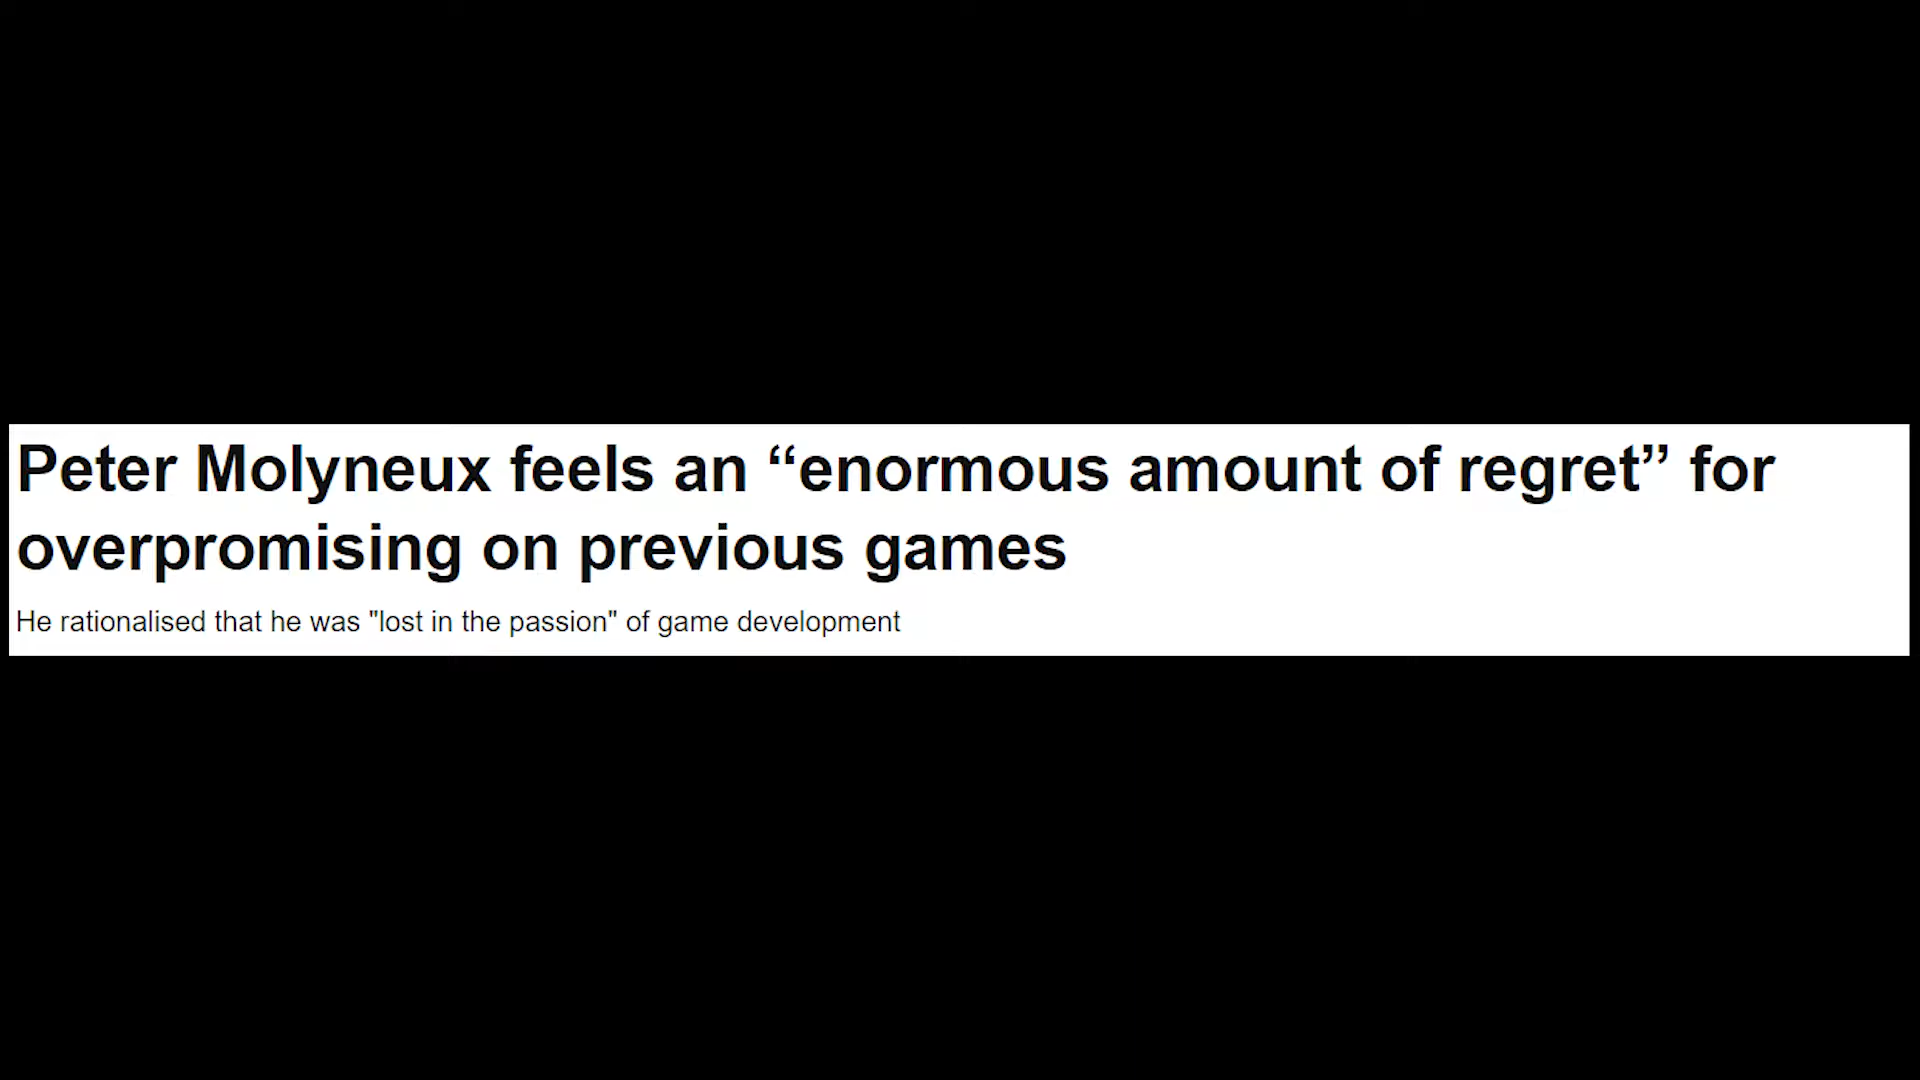 Peter Molyneux feels an “enormous amount of regret” for
overpromising on previous games
He rationalised that he was "lost in the passion" of game development